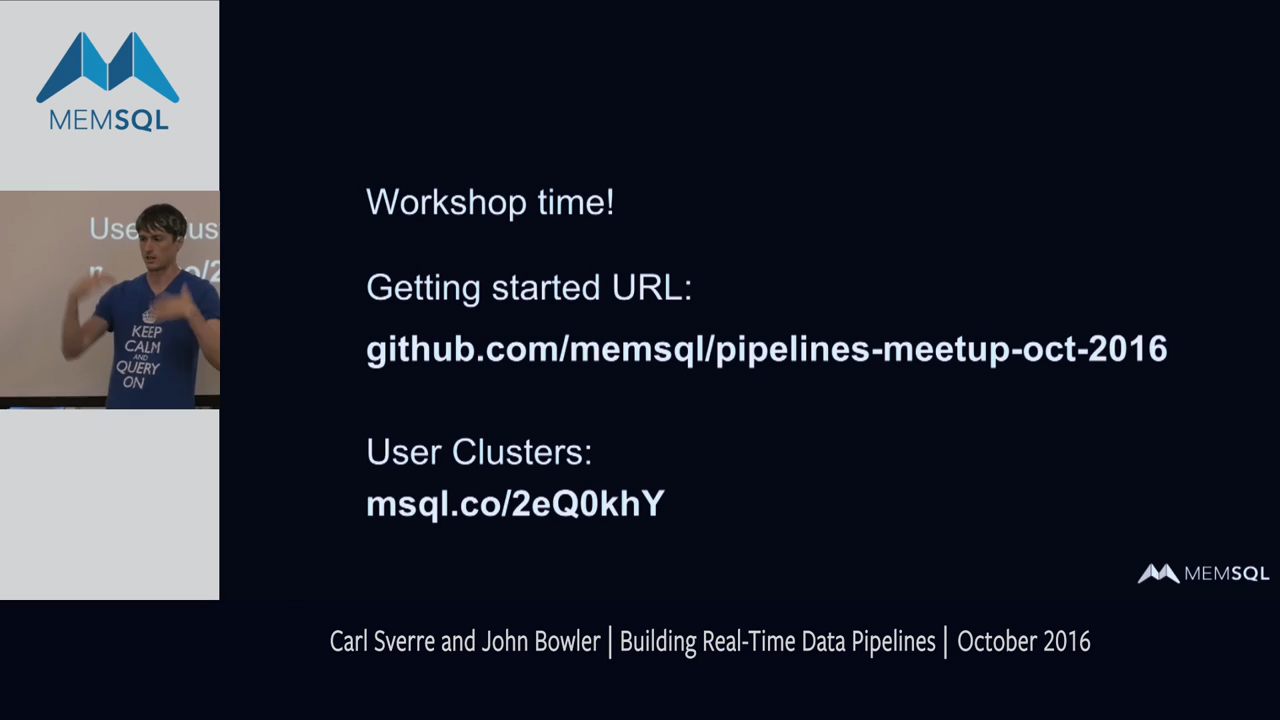 MEMSQL
Workshop time!
Getting started URL:
github.com/memsql/pipelines-meetup-oct-2016
User Clusters:
msql.co/2eQ0khY
KEEP
CALM
AND
QUERY
ON
MEMSQL
Carl Sverre and John Bowler | Building Real-Time Data Pipelines | October 2016